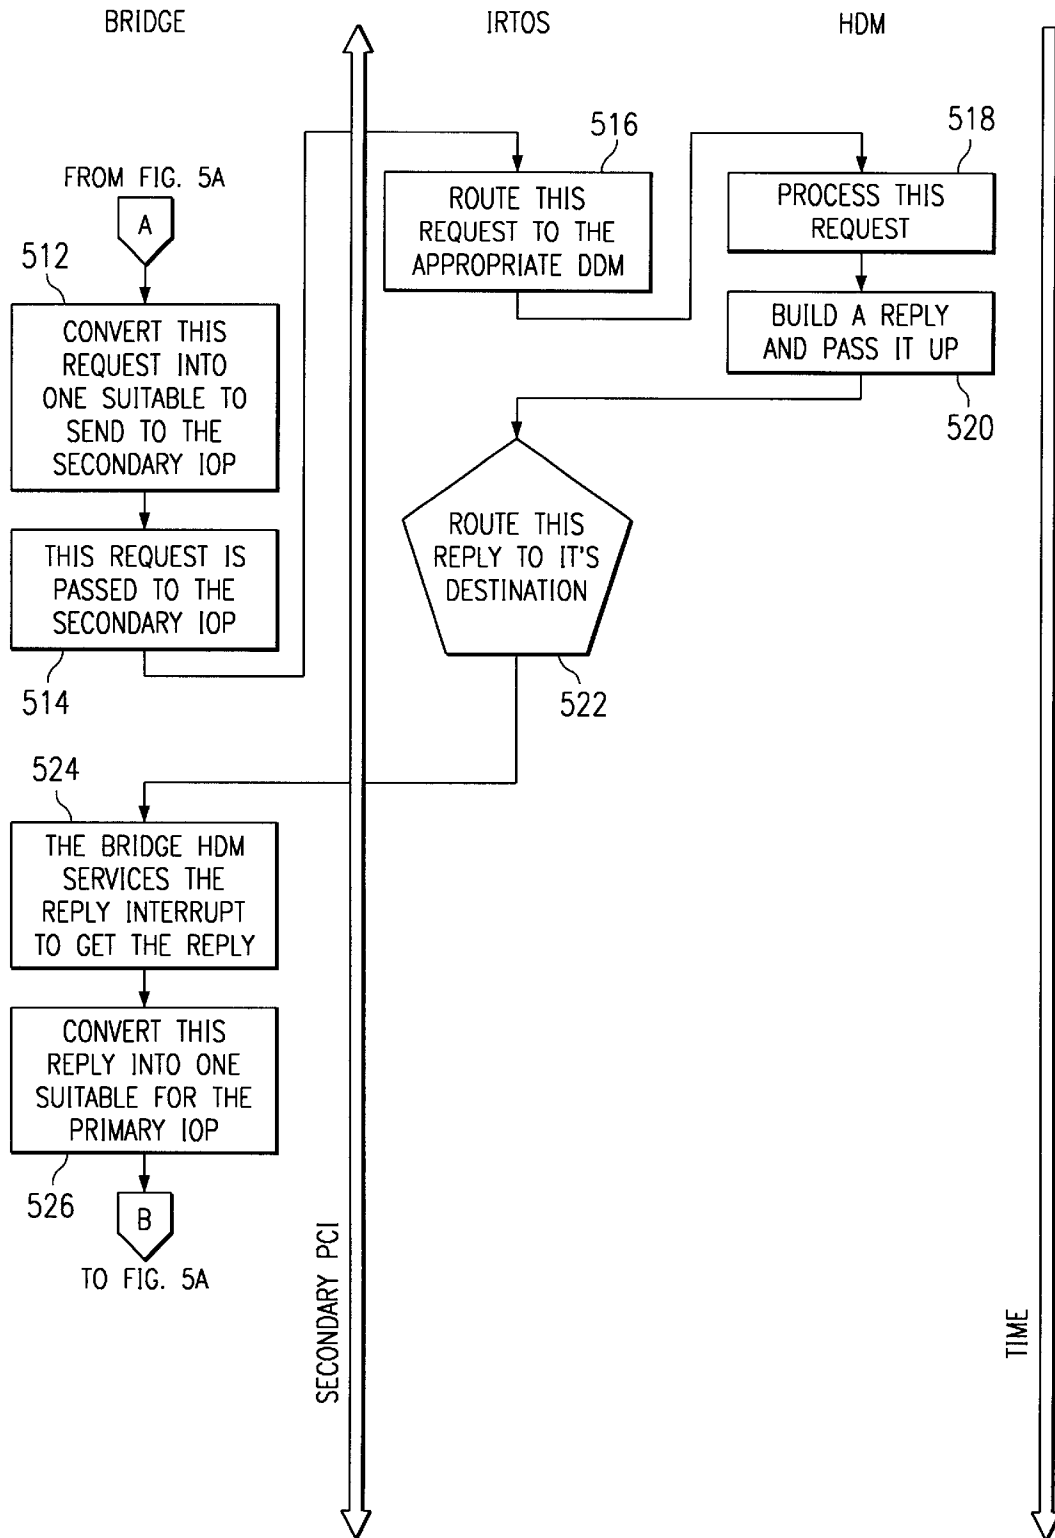 BRIDGE
IRTOS
HDM
FROM FIG. 5A
A
512
CONVERT THIS
REQUEST INTO
ONE SUITABLE TO
SEND TO THE
SECONDARY IOP
THIS REQUEST IS
PASSED TO THE
SECONDARY IOP
514
516
ROUTE THIS
REQUEST TO THE
APPROPRIATE DDM
518
PROCESS THIS
REQUEST
BUILD A REPLY
AND PASS IT UP
520
ROUTE THIS
REPLY TO IT'S
DESTINATION
522
524
THE BRIDGE HDM
SERVICES THE
REPLY INTERRUPT
TO GET THE REPLY
CONVERT THIS
REPLY INTO ONE
SUITABLE FOR THE
PRIMARY IOP
526
B
TO FIG. 5A
SECONDARY PCI
TIME